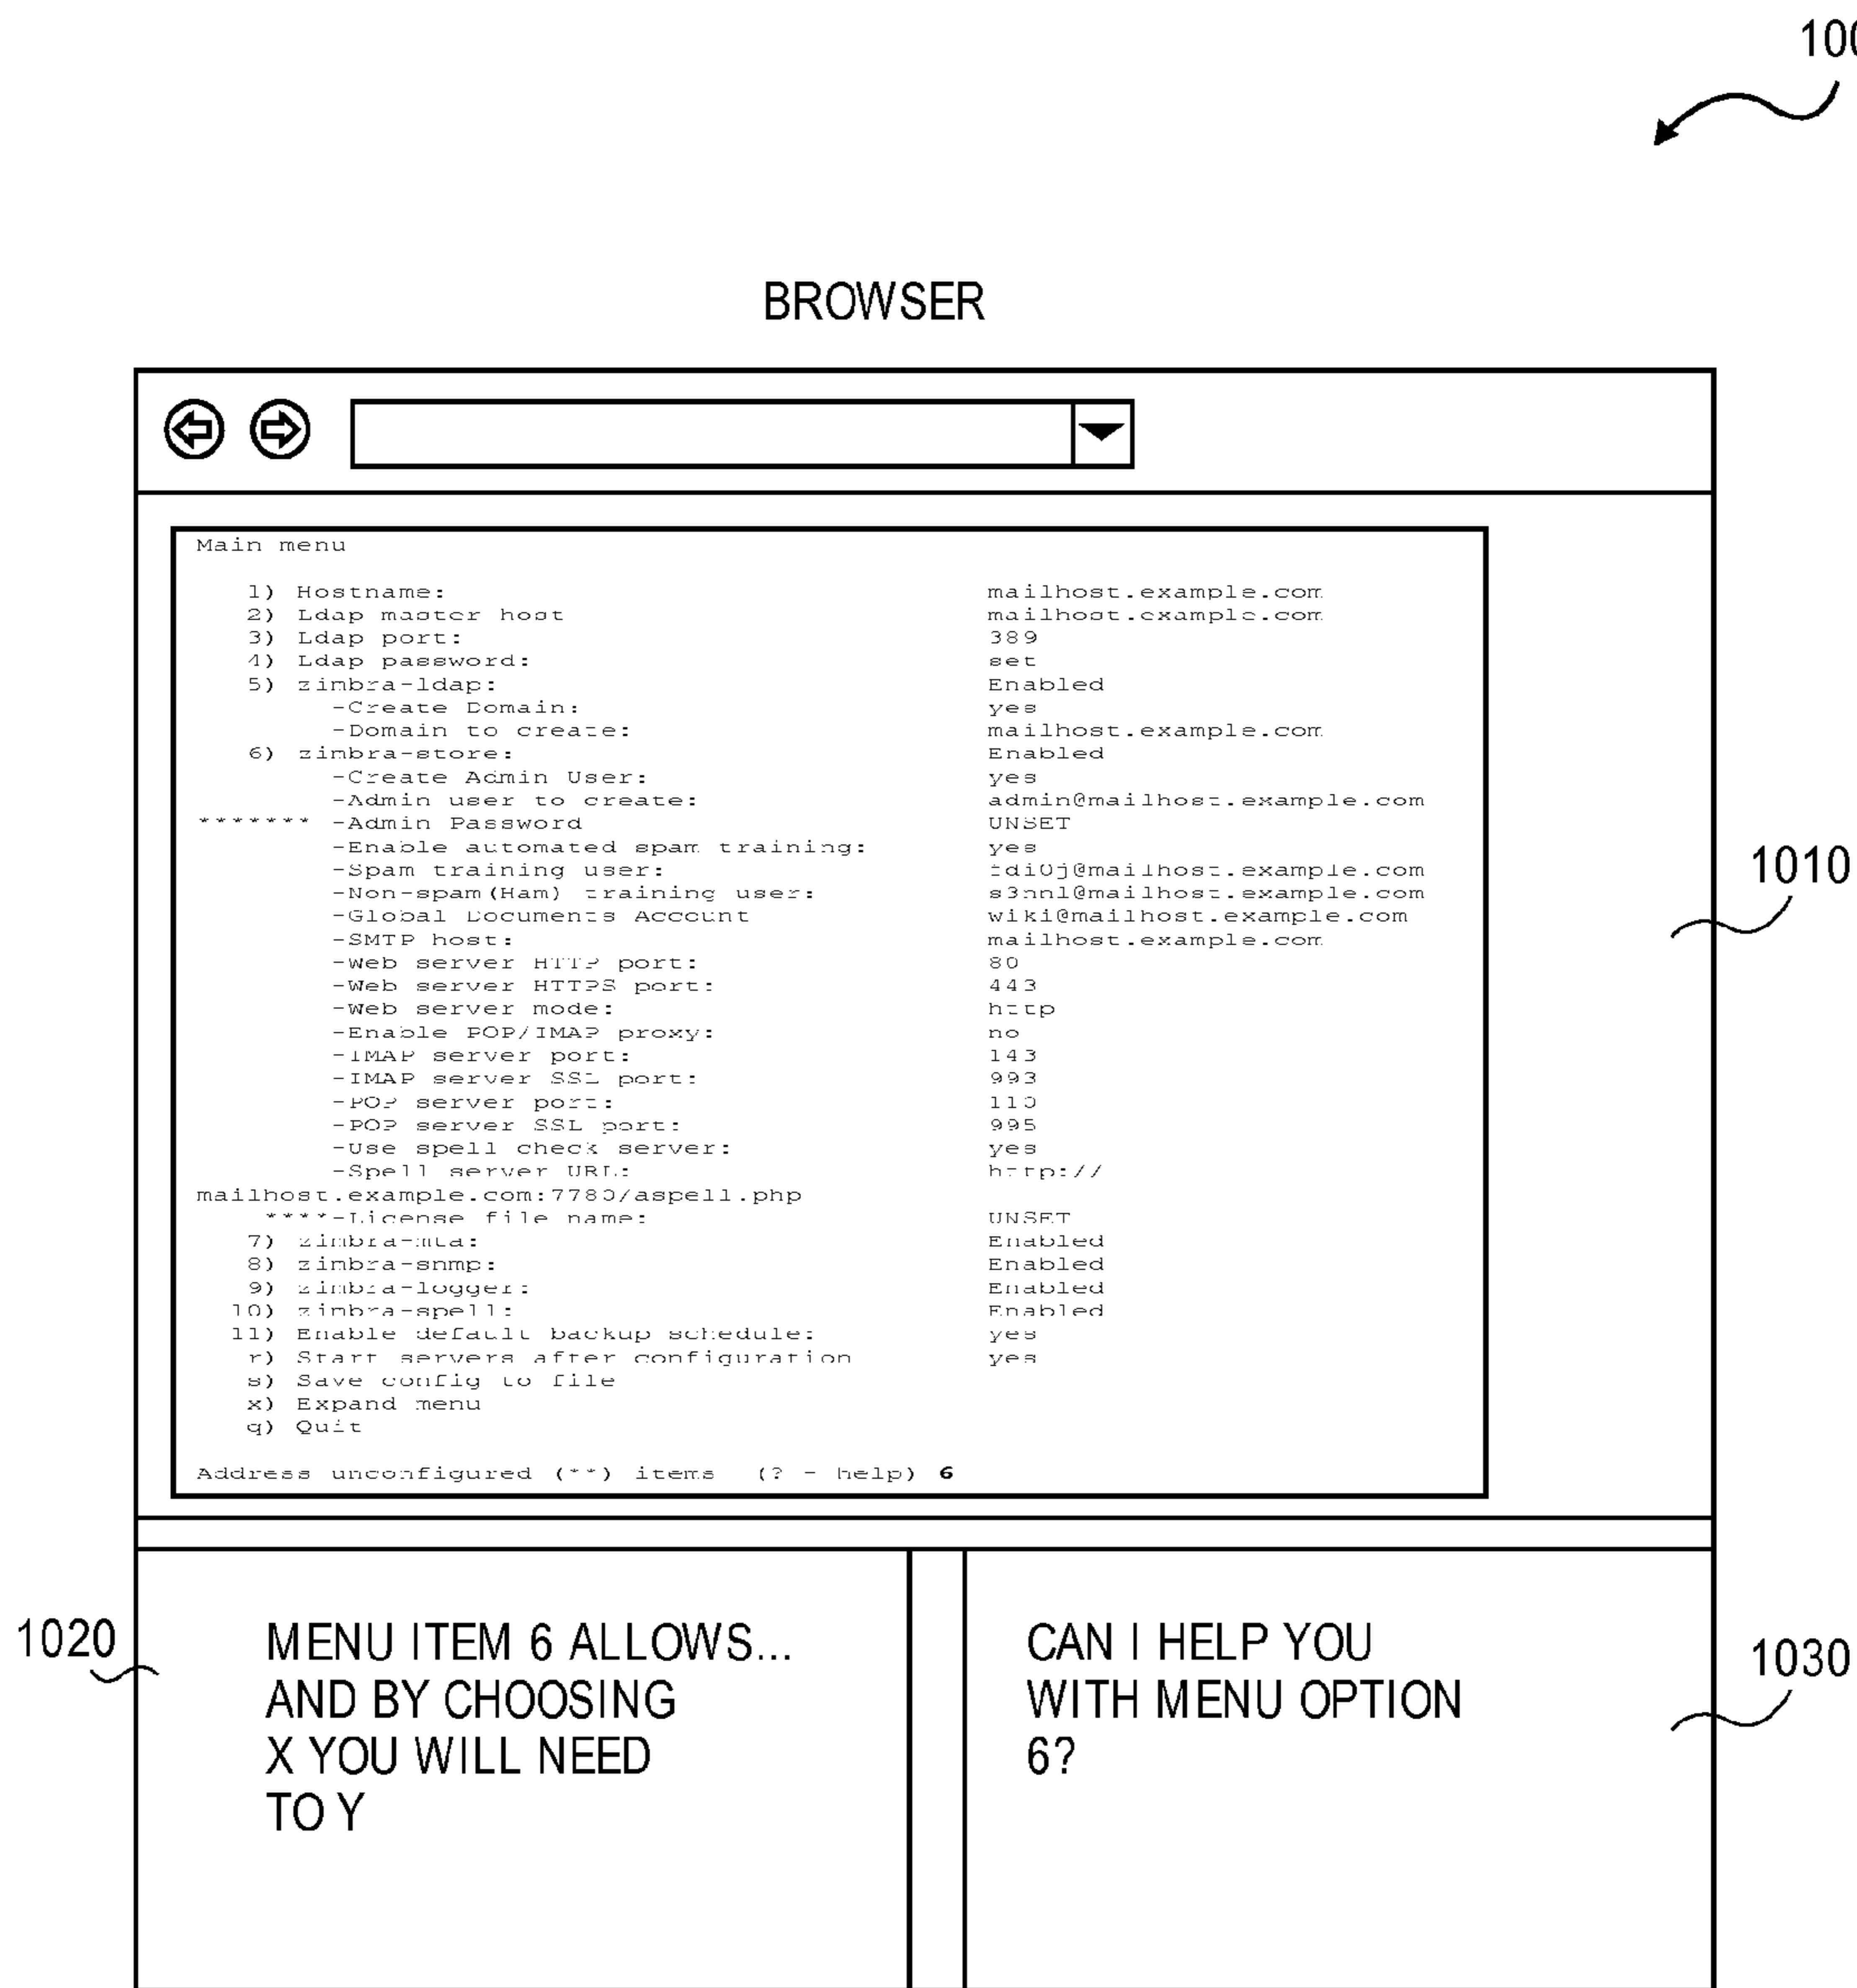 BROWSER
Main menu
1) Hostname: mailhost.example.com
2) Ldap master host mailhost.example.com
3) Ldap port: 389
4) Ldap password: set
5) zimbra-ldap: Enabled
-Create Domain: yes
-Domain to create: mailhost.example.com
6) zimbra-store: Enabled
-Create Admin User: yes
-Admin user to create: admin@mailhost.example.com
******* -Admin Password UNSET
-Enable automated spam training: yes
-Spam training user: @mailhost.example.com
-Non-spam(Ham) training user: @mailhost.example.com
-Global Documents Account wiki@mailhost.example.com
-SMTP host: mailhost.example.com
-Web server HTTP port: 80
-Web server HTTPS port: 443
-Web server mode: http
-Enable POP/IMAP proxy: no
-IMAP server port: 143
-IMAP server SSL port: 993
-POP server port: 110
-POP server SSL port: 995
-Use spell check server: yes
-Spell server URL: http://
mailhost.example.com:7780/aspell.php
****-License file name: UNSET
7) zimbra-mta: Enabled
8) zimbra-snmp: Enabled
9) zimbra-logger: Enabled
10) zimbra-spell: Enabled
11) Enable default backup schedule: yes
r) Start servers after configuration yes
s) Save config to file
x) Expand menu
q) Quit
Address unconfigured (**) items (? - help) 6
1010
1020
MENU ITEM 6 ALLOWS...
AND BY CHOOSING
X YOU WILL NEED
TO Y
CAN I HELP YOU
WITH MENU OPTION
6?
1030